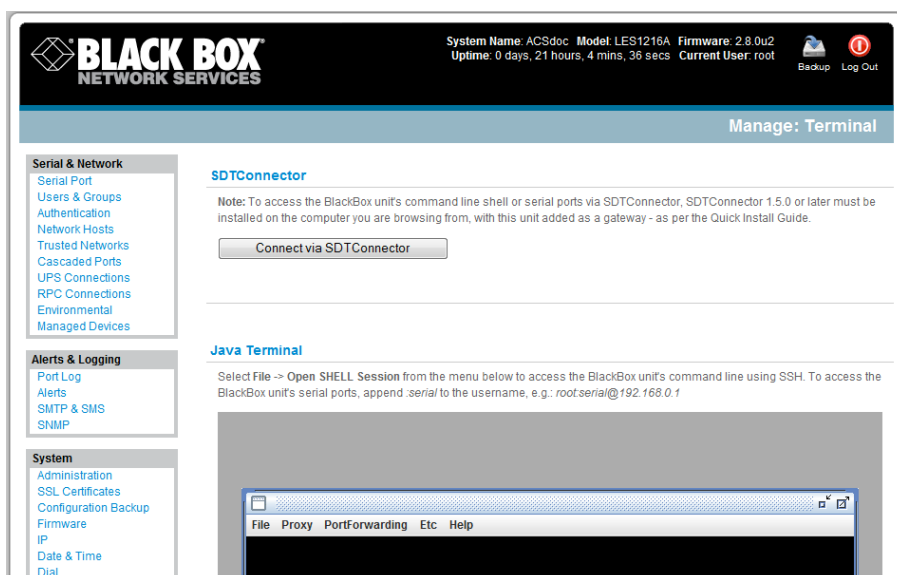 BLACK BOX
NETWORK SERVICES
System Name: ACSdoc Model: LES1216A Firmware: 2.8.0u2
Uptime: 0 days, 21 hours, 4 mins, 36 secs Current User: root
Backup Log Out
Manage: Terminal
Serial & Network
Serial Port
Users & Groups
Authentication
Network Hosts
Trusted Networks
Cascaded Ports
UPS Connections
RPC Connections
Environmental
Managed Devices
Alerts & Logging
Port Log
Alerts
SMTP & SMS
SNMP
System
Administration
SSL Certificates
Configuration Backup
Firmware
IP
Date & Time
Dial
SDTConnector
Note: To access the BlackBox unit's command line shell or serial ports via SDTConnector, SDTConnector 1.5.0 or later must be
installed on the computer you are browsing from, with this unit added as a gateway - as per the Quick Install Guide.
Connect via SDTConnector
Java Terminal
Select File -> Open SHELL Session from the menu below to access the BlackBox unit's command line using SSH. To access the
BlackBox unit's serial ports, append :serial to the username, e.g.: root:serial@192.168.0.1
File Proxy PortForwarding Etc Help